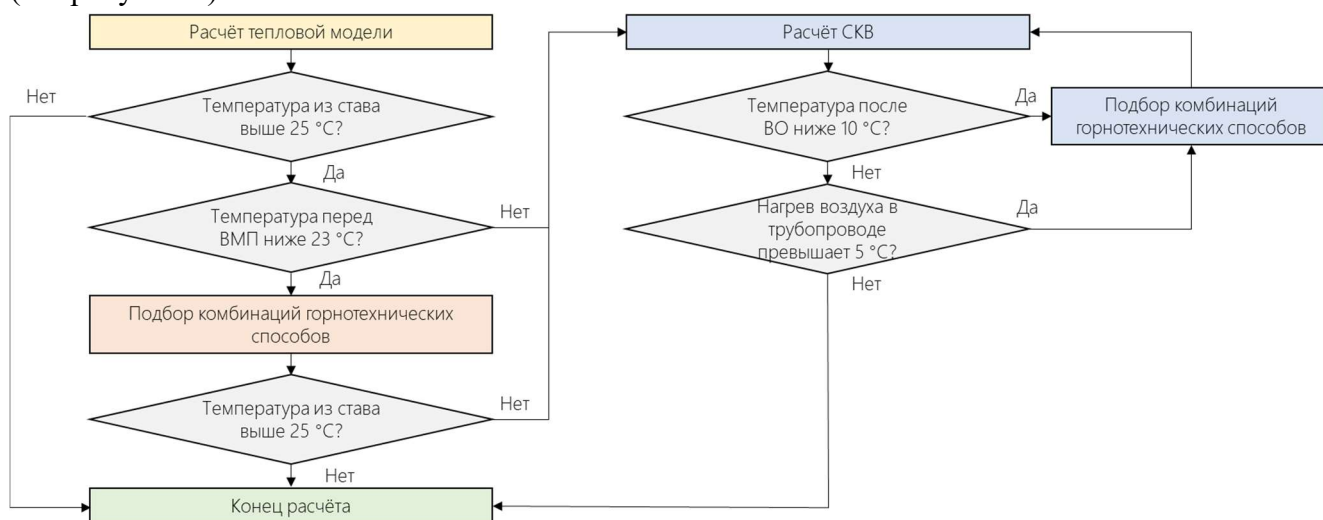 Расчёт тепловой модели
Нет
Температура из става
выше 25 °C?
Да
Температура перед
ВМП ниже 23 °C?
Нет
Да
Подбор комбинаций горнотехнических
способов
Температура из става
выше 25 °C?
Нет
Нет
Конец расчёта
Расчёт СКВ
Температура после
ВО ниже 10 °C?
Да
Подбор комбинаций
горнотехнических способов
Нет
Нагрев воздуха в
трубопроводе
превышает 5 °C?
Да
Нет